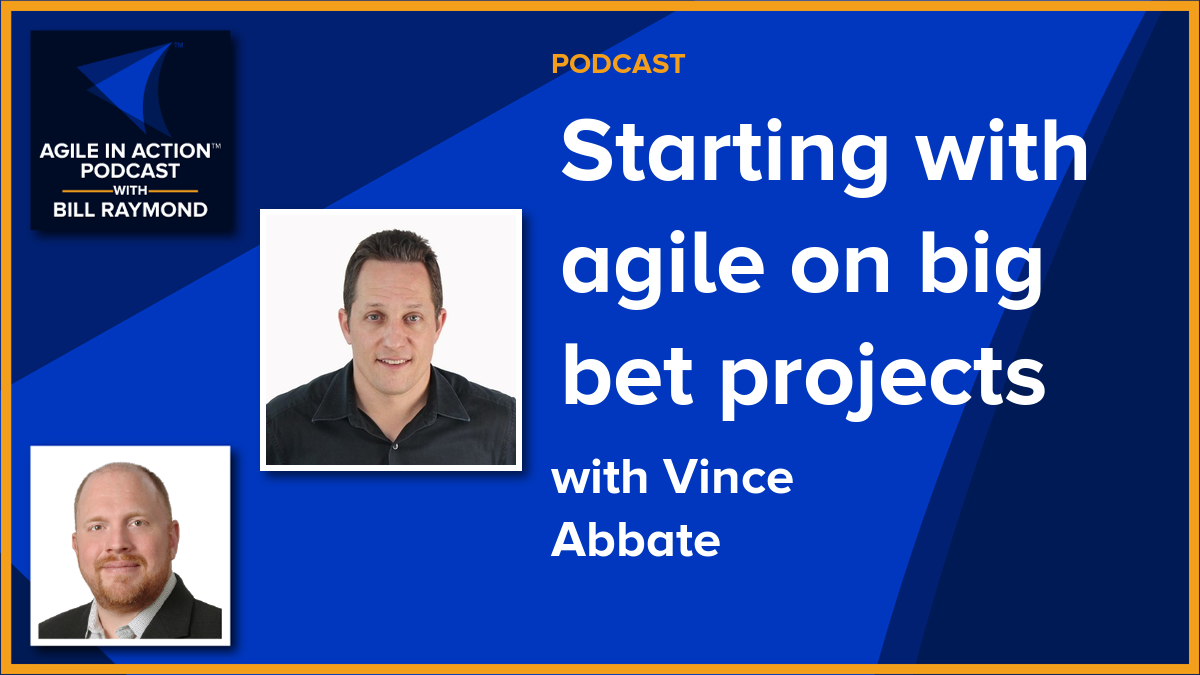 AGILE IN ACTION™
PODCAST
WITH
BILL RAYMOND
PODCAST
Starting with
agile on big
bet projects
with Vince
Abbate